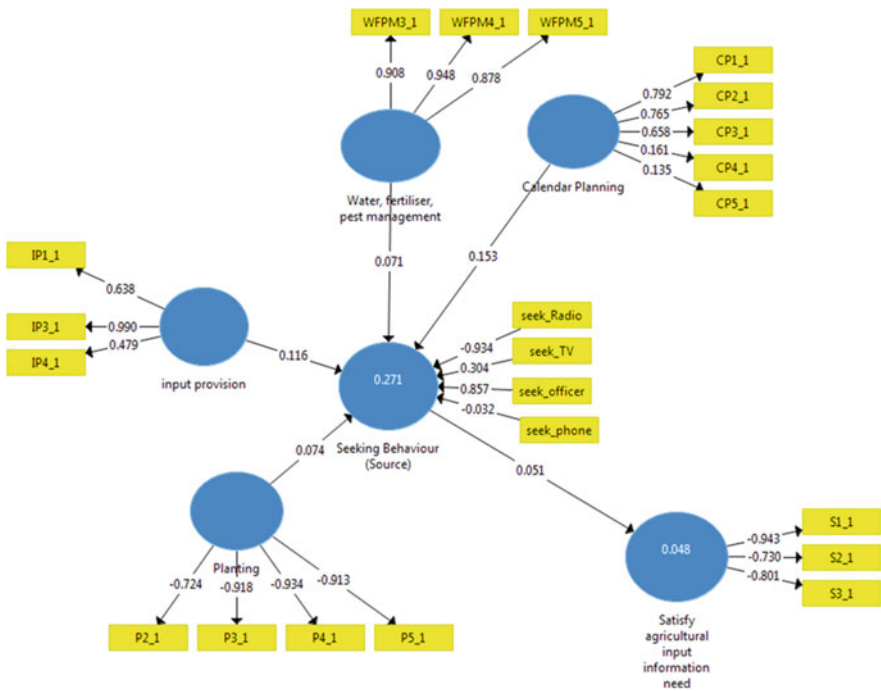 WFPM3_1 WFPM4_1 WFPM5_1
0.908 0.948 0.878
CP1_1
CP2_1
CP3_1
CP4_1
CP5_1
0.792
0.765
0.658
0.161
0.135
Water, fertiliser,
pest management
Calendar Planning
0.071
0.153
IP1_1
IP3_1
IP4_1
0.638
0.990
0.479
input provision
0.116
seek_Radio
seek_TV
seek_officer
seek_phone
-0.934
0.304
0.857
-0.032
0.271
Seeking Behaviour
(Source)
0.074
0.051
Planting
-0.724 -0.918 -0.934 -0.913
P2_1 P3_1 P4_1 P5_1
0.048
S1_1
S2_1
S3_1
-0.943
-0.730
-0.801
Satisfy
agricultural
input
information
need